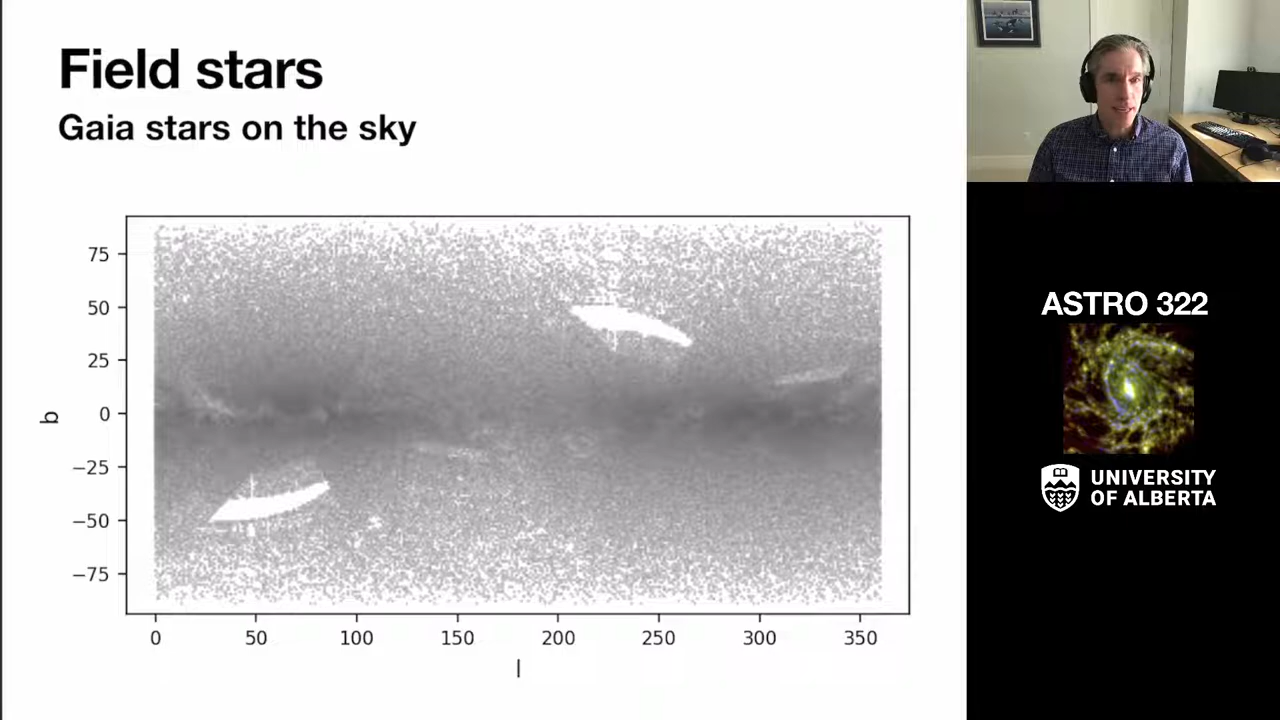 Field stars
Gaia stars on the sky
75
50
25
0
−25
−50
−75
b
0 50 100 150 200 250 300 350
l
ASTRO 322
UNIVERSITY
OF ALBERTA